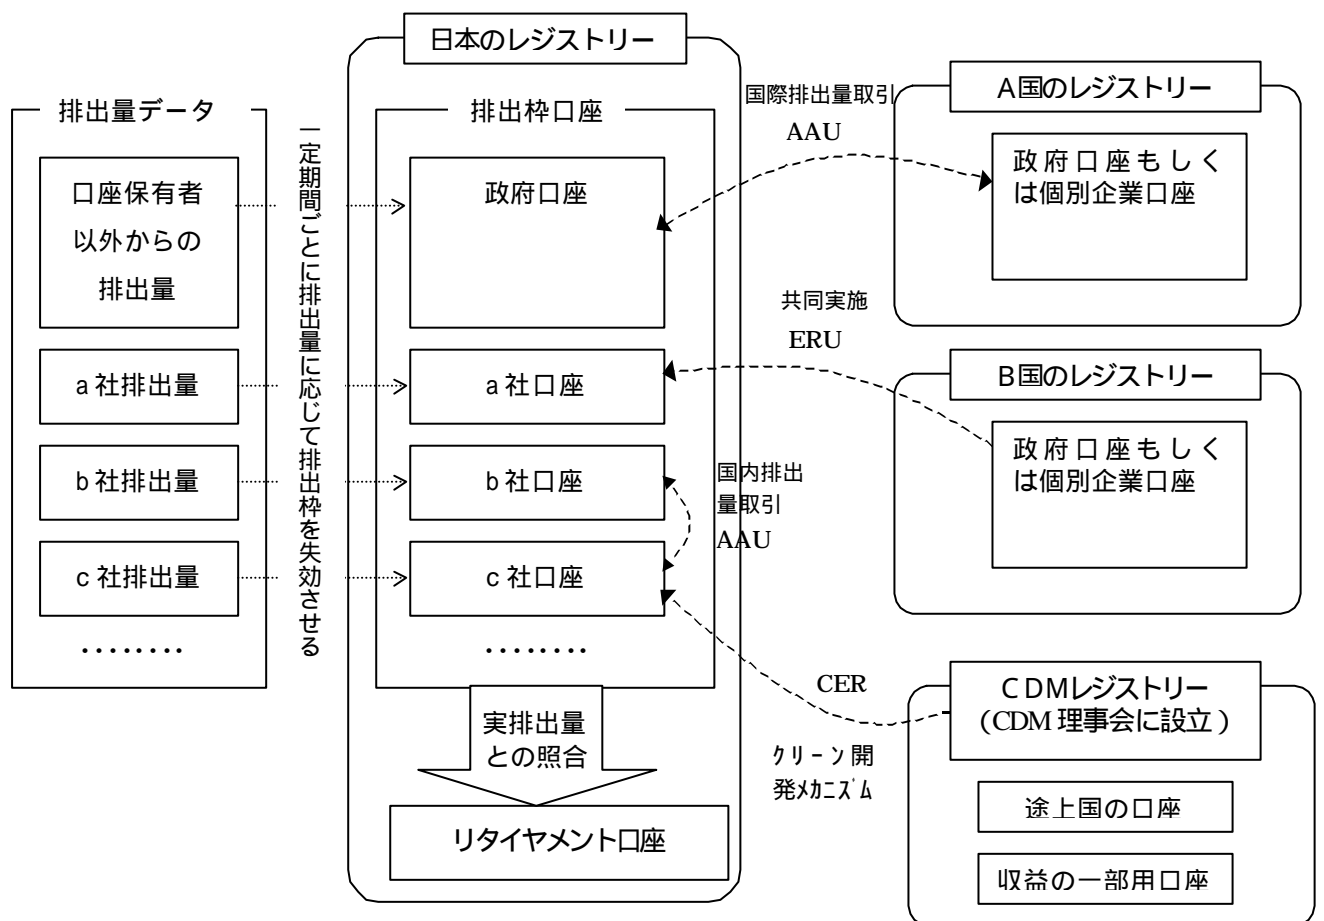 日本のレジストリー
排出量データ
口座保有者
以外からの
排出量
a社排出量
b社排出量
c社排出量
........
一定期間ごとに排出量に応じて排出枠を失効させる
排出枠口座
政府口座
a社口座
b社口座
c社口座
........
実排出量
との照合
リタイヤメント口座
国際排出量取引
AAU
共同実施
ERU
国内排出
量取引
AAU
CER
クリーン開
発メカニズム
A国のレジストリー
政府口座もしく
は個別企業口座
B国のレジストリー
政府口座もしく
は個別企業口座
CDMレジストリー
(CDM理事会に設立)
途上国の口座
収益の一部用口座